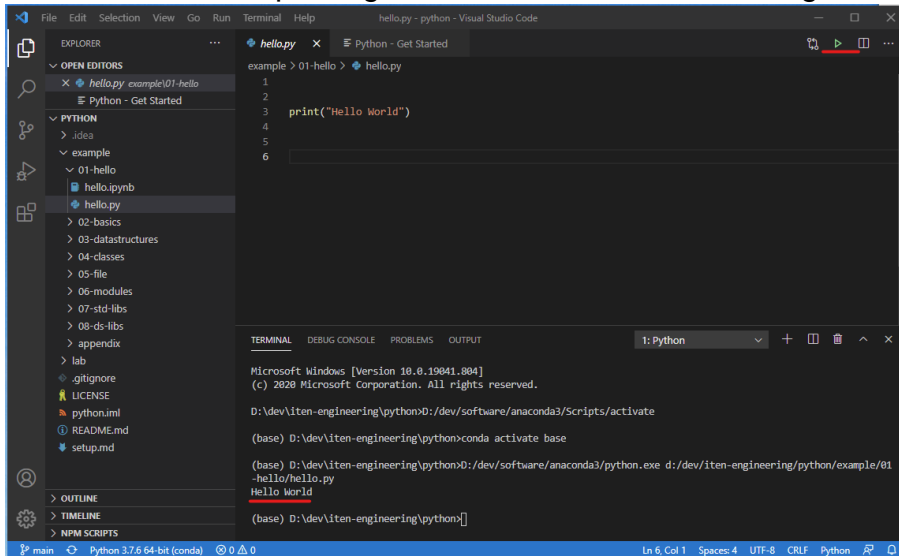 File Edit Selection View Go Run Terminal Help hello.py - python - Visual Studio Code
EXPLORER
OPEN EDITORS
hello.py example\01-hello
Python - Get Started
PYTHON
.idea
example
01-hello
hello.ipynb
hello.py
02-basics
03-datastructures
04-classes
05-file
06-modules
07-std-libs
08-ds-libs
appendix
lab
.gitignore
LICENSE
python.iml
README.md
setup.md
OUTLINE
TIMELINE
NPM SCRIPTS
hello.py Python - Get Started
example > 01-hello > hello.py
1
2
3 print("Hello World")
4
5
6
TERMINAL DEBUG CONSOLE PROBLEMS OUTPUT 1: Python
Microsoft Windows [Version 10.0.19041.804]
(c) 2020 Microsoft Corporation. All rights reserved.
D:\dev\iten-engineering\python>D:/dev/software/anaconda3/Scripts/activate
(base) D:\dev\iten-engineering\python>conda activate base
(base) D:\dev\iten-engineering\python>D:/dev/software/anaconda3/python.exe d:/dev/iten-engineering/python/example/01
-hello/hello.py
Hello World
(base) D:\dev\iten-engineering\python>
main Python 3.7.6 64-bit (conda) 0 0 Ln 6, Col 1 Spaces: 4 UTF-8 CRLF Python